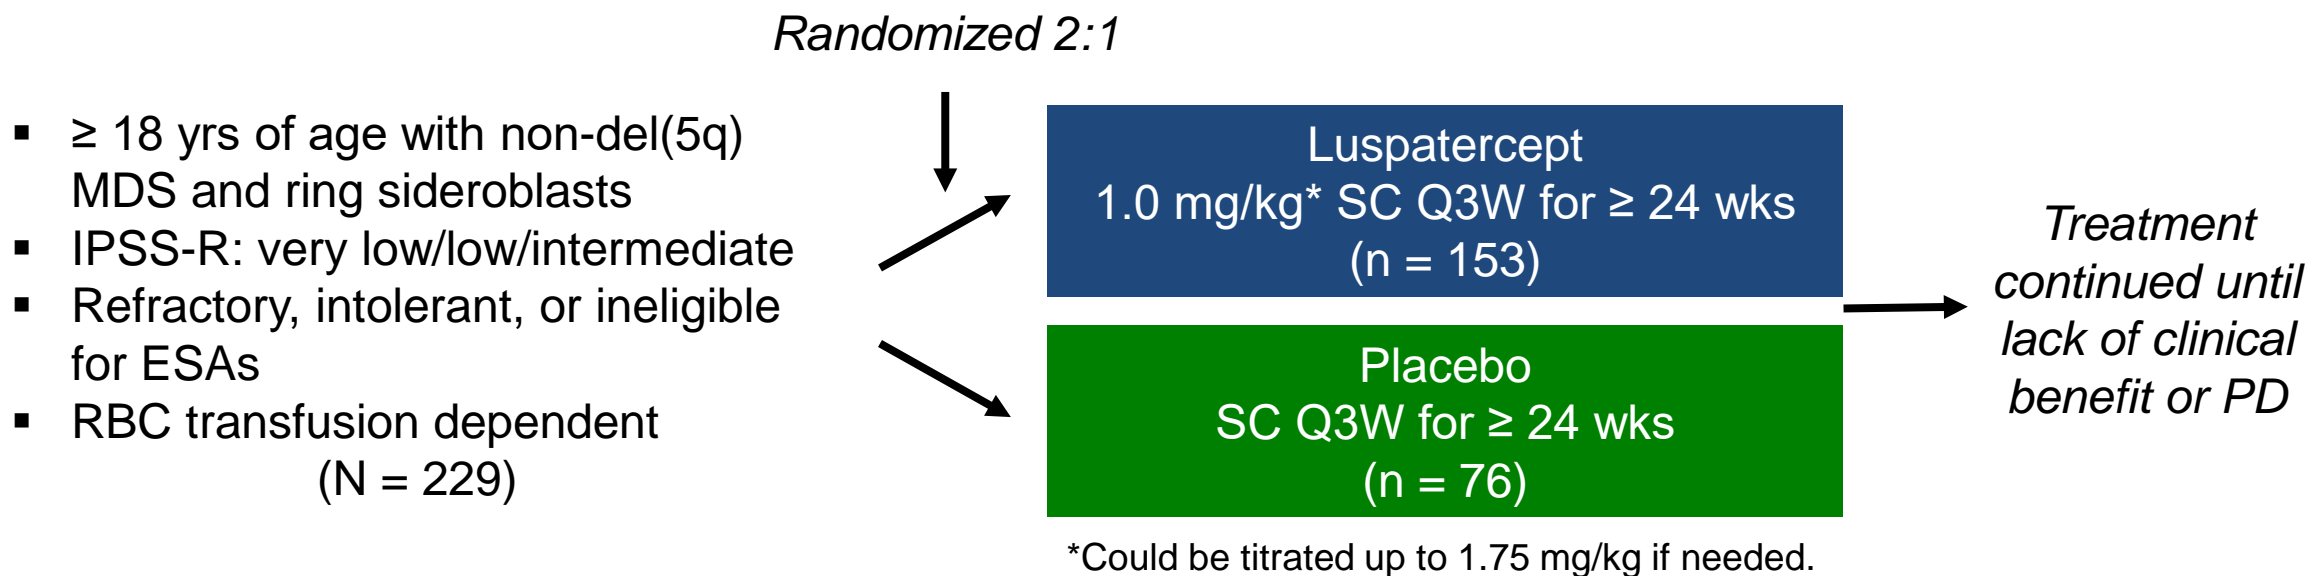 Randomized 2:1
▪ ≥ 18 yrs of age with non-del(5q)
MDS and ring sideroblasts
▪ IPSS-R: very low/low/intermediate
▪ Refractory, intolerant, or ineligible
for ESAs
▪ RBC transfusion dependent
(N = 229)
Luspatercept
1.0 mg/kg* SC Q3W for ≥ 24 wks
(n = 153)
Placebo
SC Q3W for ≥ 24 wks
(n = 76)
*Could be titrated up to 1.75 mg/kg if needed.
Treatment
continued until
lack of clinical
benefit or PD